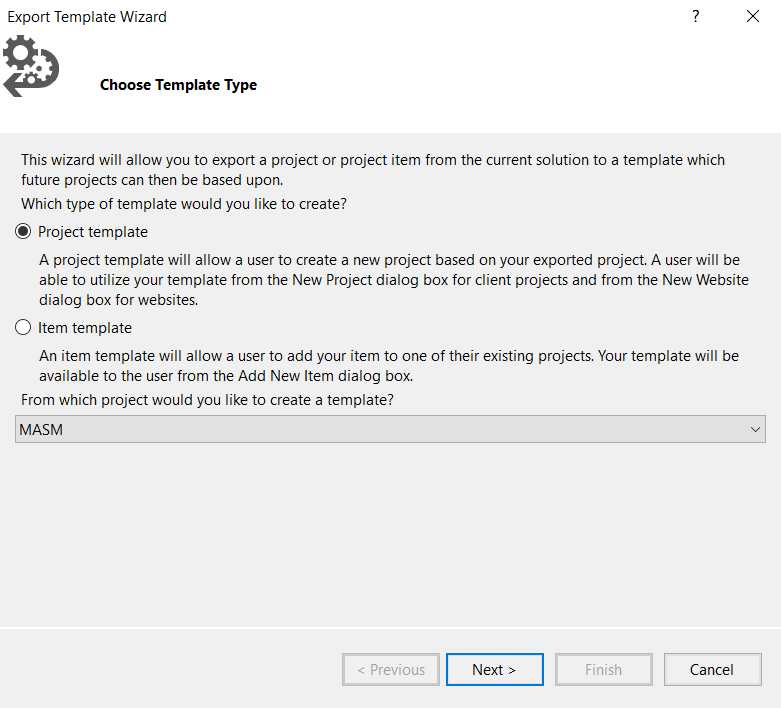 Export Template Wizard
?
Choose Template Type
This wizard will allow you to export a project or project item from the current solution to a template which
future projects can then be based upon.
Which type of template would you like to create?
Project template
A project template will allow a user to create a new project based on your exported project. A user will be
able to utilize your template from the New Project dialog box for client projects and from the New Website
dialog box for websites.
Item template
An item template will allow a user to add your item to one of their existing projects. Your template will be
available to the user from the Add New Item dialog box.
From which project would you like to create a template?
MASM
< Previous Next > Finish Cancel